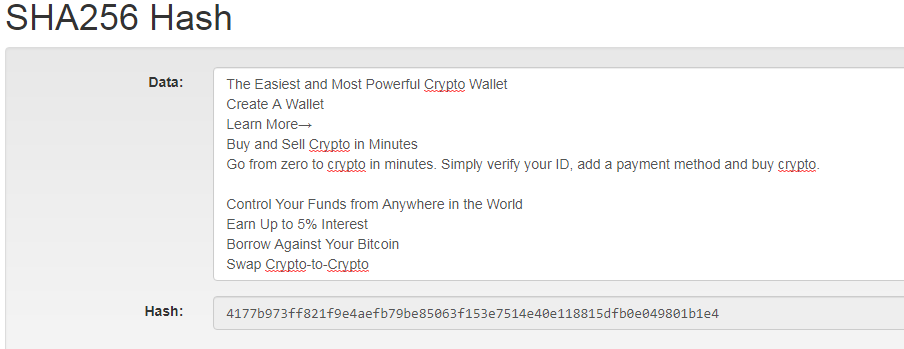 SHA256 Hash
Data:
The Easiest and Most Powerful Crypto Wallet
Create A Wallet
Learn More→
Buy and Sell Crypto in Minutes
Go from zero to crypto in minutes. Simply verify your ID, add a payment method and buy crypto.
Control Your Funds from Anywhere in the World
Earn Up to 5% Interest
Borrow Against Your Bitcoin
Swap Crypto-to-Crypto
Hash:
4177b973ff821f9e4aefb79be85063f153e7514e40e118815dfb0e049801b1e4